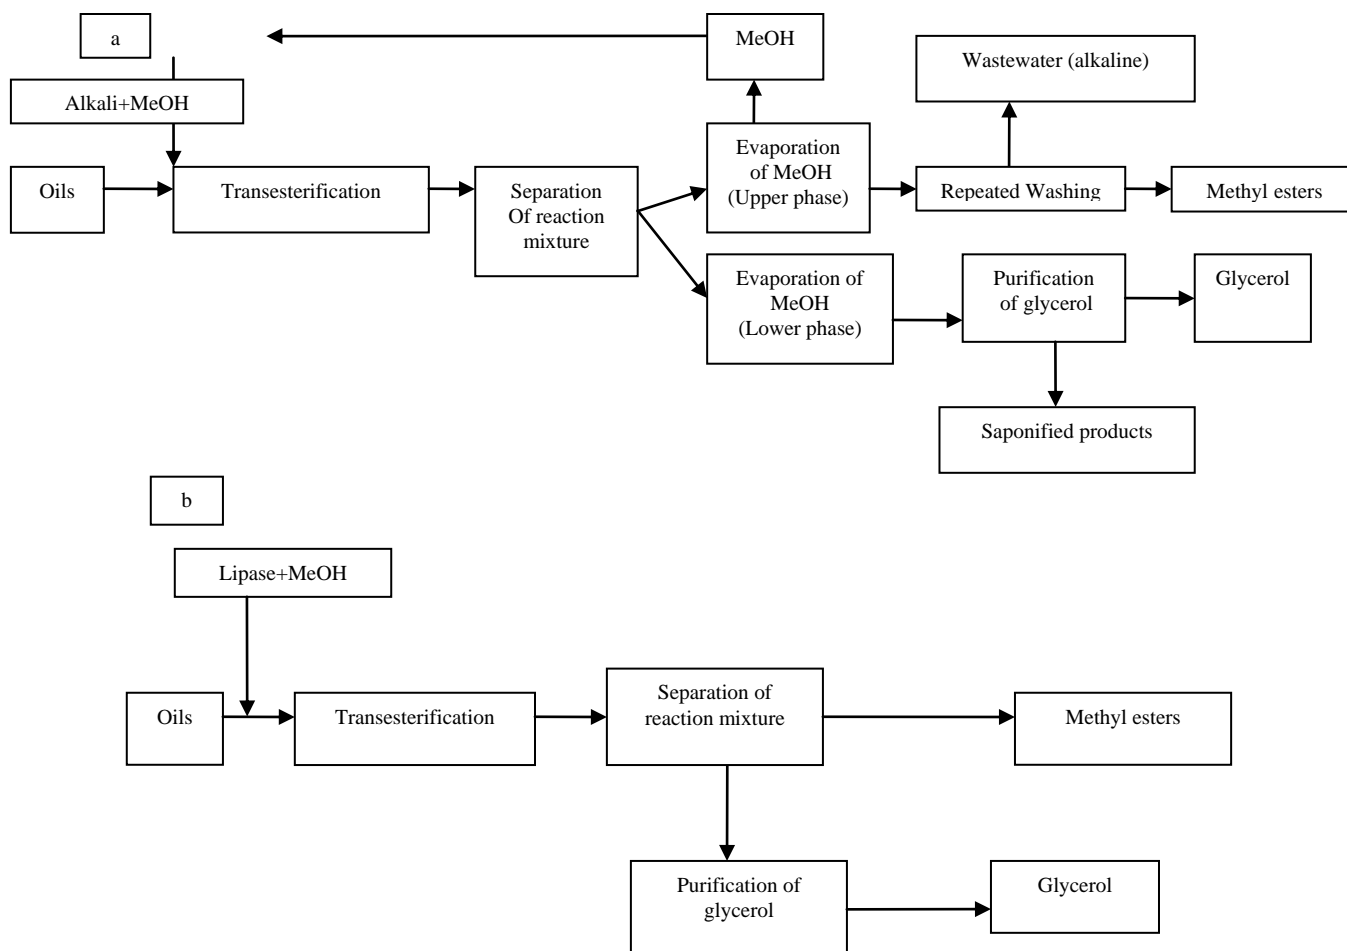 a
MeOH
Wastewater (alkaline)
Alkali+MeOH
Oils
Transesterification
Separation
Of reaction
mixture
Evaporation
of MeOH
(Upper phase)
Repeated Washing
Methyl esters
Evaporation of
MeOH
(Lower phase)
Purification
of glycerol
Glycerol
Saponified products
b
Lipase+MeOH
Oils
Transesterification
Separation of
reaction mixture
Methyl esters
Purification of
glycerol
Glycerol